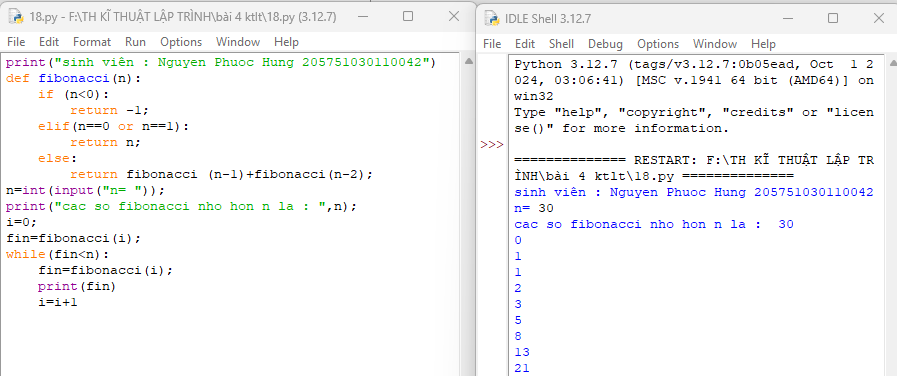 18.py - F:\TH KĨ THUẬT LẬP TRÌNH\bài 4 ktlt\18.py (3.12.7)
File Edit Format Run Options Window Help
print("sinh viên : Nguyen Phuoc Hung 205751030110042")
def fibonacci(n):
    if (n<0):
        return -1;
    elif(n==0 or n==1):
        return n;
    else:
        return fibonacci (n-1)+fibonacci(n-2);
n=int(input("n= "));
print("cac so fibonacci nho hon n la : ",n);
i=0;
fin=fibonacci(i);
while(fin<n):
    fin=fibonacci(i);
    print(fin)
    i=i+1
IDLE Shell 3.12.7
File Edit Shell Debug Options Window Help
Python 3.12.7 (tags/v3.12.7:0b05ead, Oct  1 2
024, 03:06:41) [MSC v.1941 64 bit (AMD64)] on
win32
Type "help", "copyright", "credits" or "licen
se()" for more information.
>>>
============== RESTART: F:\TH KĨ THUẬT LẬP TR
ÌNH\bài 4 ktlt\18.py ==============
sinh viên : Nguyen Phuoc Hung 205751030110042
n= 30
cac so fibonacci nho hon n la :  30
0
1
1
2
3
5
8
13
21